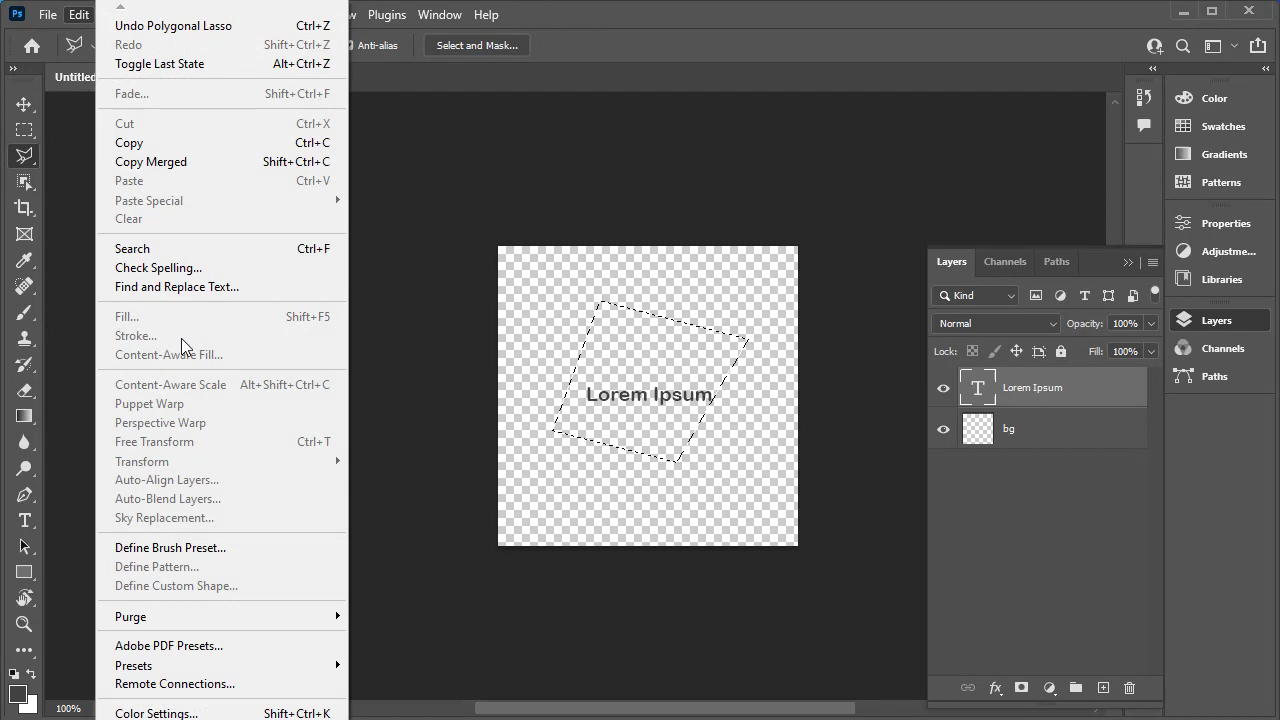 Ps File Edit Plugins Window Help
Anti-alias Select and Mask...
Undo Polygonal Lasso Ctrl+Z
Redo Shift+Ctrl+Z
Toggle Last State Alt+Ctrl+Z
Fade... Shift+Ctrl+F
Cut Ctrl+X
Copy Ctrl+C
Copy Merged Shift+Ctrl+C
Paste Ctrl+V
Paste Special
Clear
Search Ctrl+F
Check Spelling...
Find and Replace Text...
Fill... Shift+F5
Stroke...
Content-Aware Fill...
Content-Aware Scale Alt+Shift+Ctrl+C
Puppet Warp
Perspective Warp
Free Transform Ctrl+T
Transform
Auto-Align Layers...
Auto-Blend Layers...
Sky Replacement...
Define Brush Preset...
Define Pattern...
Define Custom Shape...
Purge
Adobe PDF Presets...
Presets
Remote Connections...
Color Settings... Shift+Ctrl+K
Untitled
100%
Lorem Ipsum
Layers Channels Paths
Kind
Normal Opacity: 100%
Lock: Fill: 100%
Lorem Ipsum
bg
Color
Swatches
Gradients
Patterns
Properties
Adjustme...
Libraries
Layers
Channels
Paths